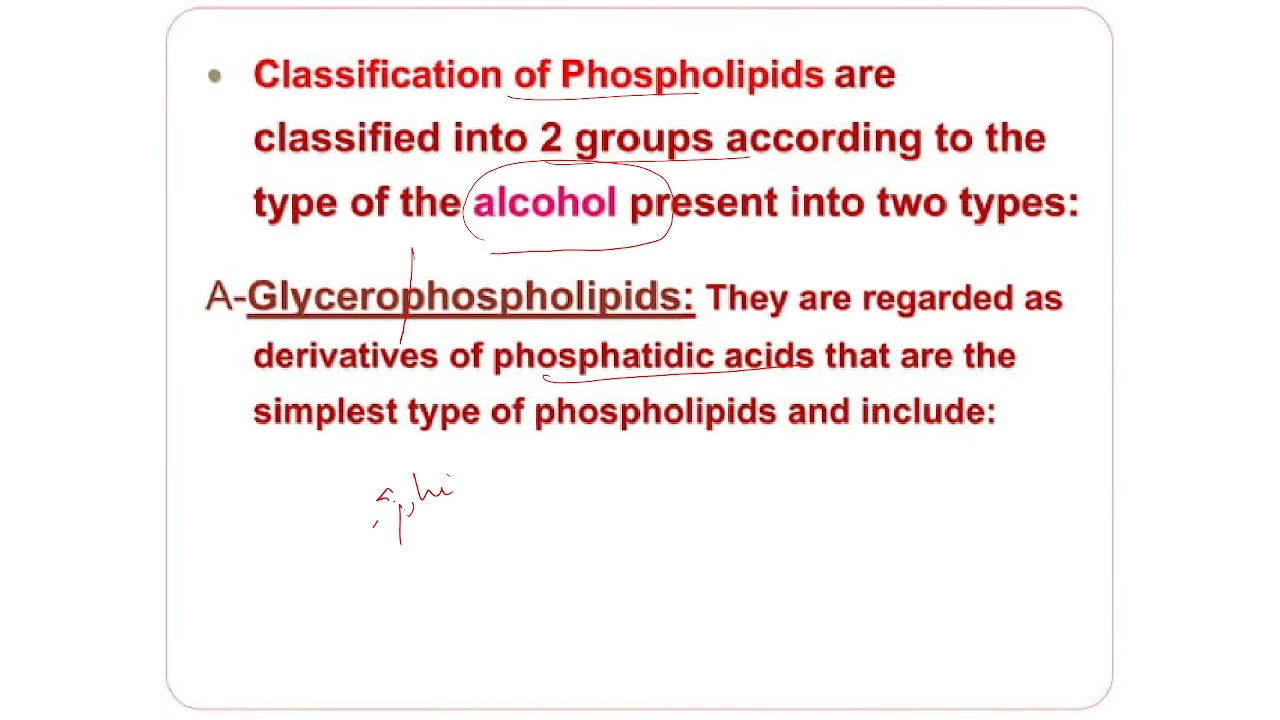 • Classification of Phospholipids are
classified into 2 groups according to the
type of the alcohol present into two types:
A-Glycerophospholipids: They are regarded as
derivatives of phosphatidic acids that are the
simplest type of phospholipids and include: